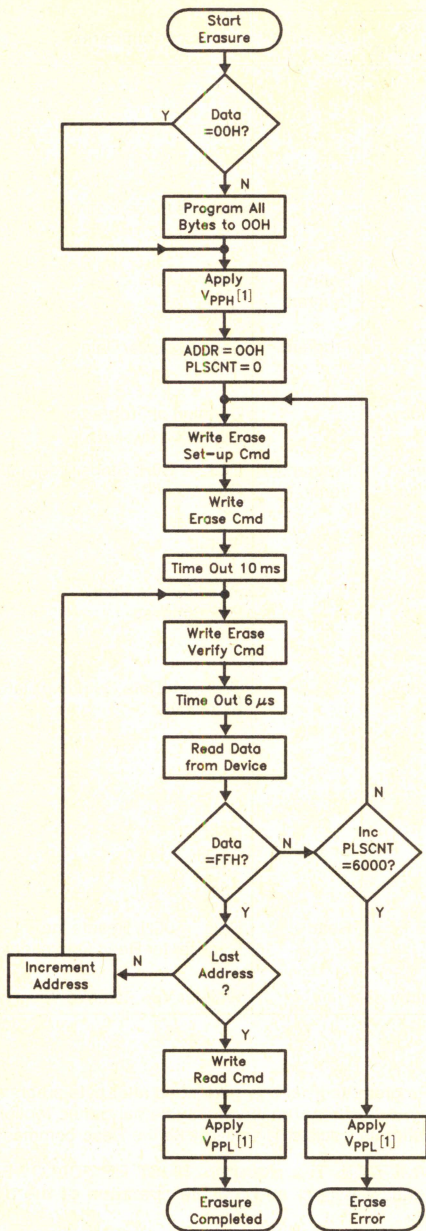 Start
Erasure
Data
=00H?
Y
N
Program All
Bytes to 00H
Apply
VPPH [1]
ADDR = 00H
PLSCNT = 0
Write Erase
Set-up Cmd
Write
Erase Cmd
Time Out 10 ms
Write Erase
Verify Cmd
Time Out 6 μs
Read Data
from Device
Data
=FFH?
N
Y
Inc
PLSCNT
=6000?
N
Y
Last
Address
?
N
Y
Increment
Address
Write
Read Cmd
Apply
VPPL [1]
Apply
VPPL [1]
Erasure
Completed
Erase
Error